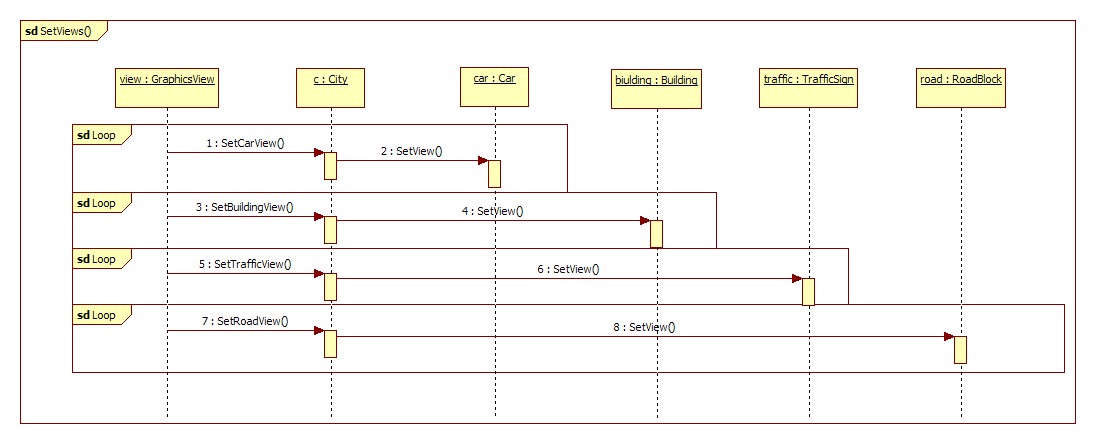 sd SetViews()
view : GraphicsView
c : City
car : Car
biulding : Building
traffic : TrafficSign
road : RoadBlock
sd Loop
1 : SetCarView()
2 : SetView()
sd Loop
3 : SetBuildingView()
4 : SetView()
sd Loop
5 : SetTrafficView()
6 : SetView()
sd Loop
7 : SetRoadView()
8 : SetView()